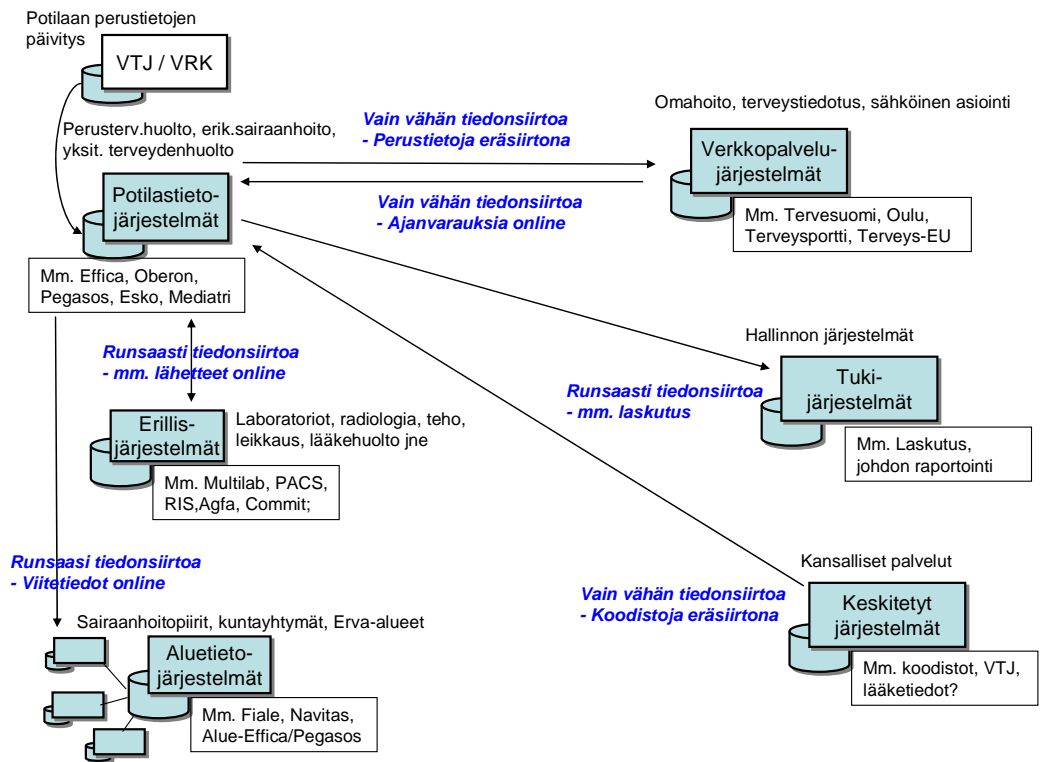 Potilaan perustietojen
päivitys
VTJ / VRK
Perusterv.huolto, erik.sairaanhoito,
yksit. terveydenhuolto
Potilastieto-
järjestelmät
Mm. Effica, Oberon,
Pegasos, Esko, Mediatri
Vain vähän tiedonsiirtoa
- Perustietoja eräsiirtona
Vain vähän tiedonsiirtoa
- Ajanvarauksia online
Omahoito, terveystiedotus, sähköinen asiointi
Verkkopalvelu-
järjestelmät
Mm. Tervesuomi, Oulu,
Terveysportti, Terveys-EU
Runsaasti tiedonsiirtoa
- mm. lähetteet online
Erillis-
järjestelmät
Laboratoriot, radiologia, teho,
leikkaus, lääkehuolto jne
Mm. Multilab, PACS,
RIS,Agfa, Commit;
Hallinnon järjestelmät
Runsaasti tiedonsiirtoa
- mm. laskutus
Tuki-
järjestelmät
Mm. Laskutus,
johdon raportointi
Runsaasi tiedonsiirtoa
- Viitetiedot online
Sairaanhoitopiirit, kuntayhtymät, Erva-alueet
Aluetieto-
järjestelmät
Mm. Fiale, Navitas,
Alue-Effica/Pegasos
Kansalliset palvelut
Vain vähän tiedonsiirtoa
- Koodistoja eräsiirtona
Keskitetyt
järjestelmät
Mm. koodistot, VTJ,
lääketiedot?